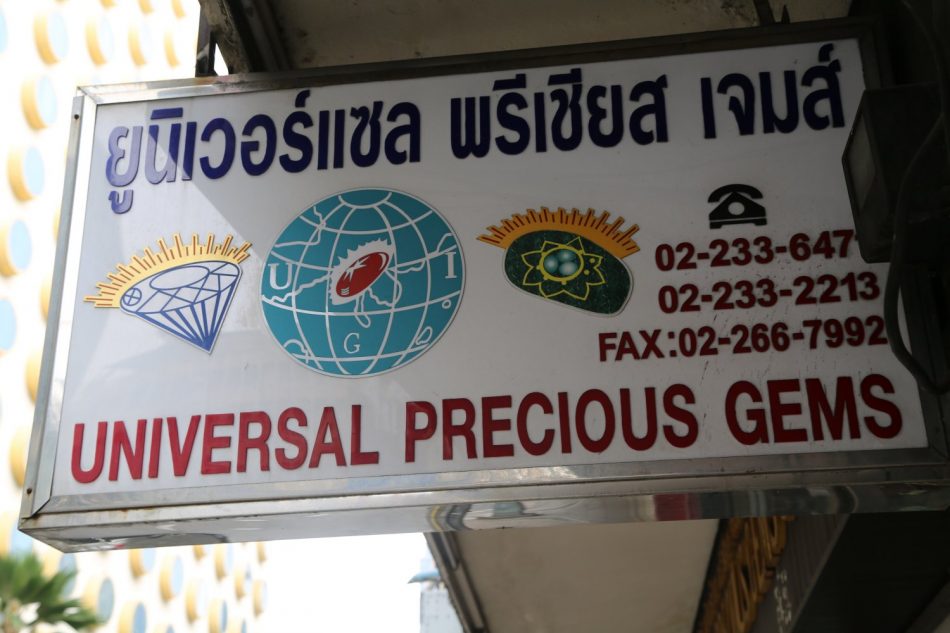 ยูนิเวอร์แซล พรีเชียส เจมส์
U I
G
02-233-647
02-233-2213
FAX:02-266-7992
UNIVERSAL PRECIOUS GEMS